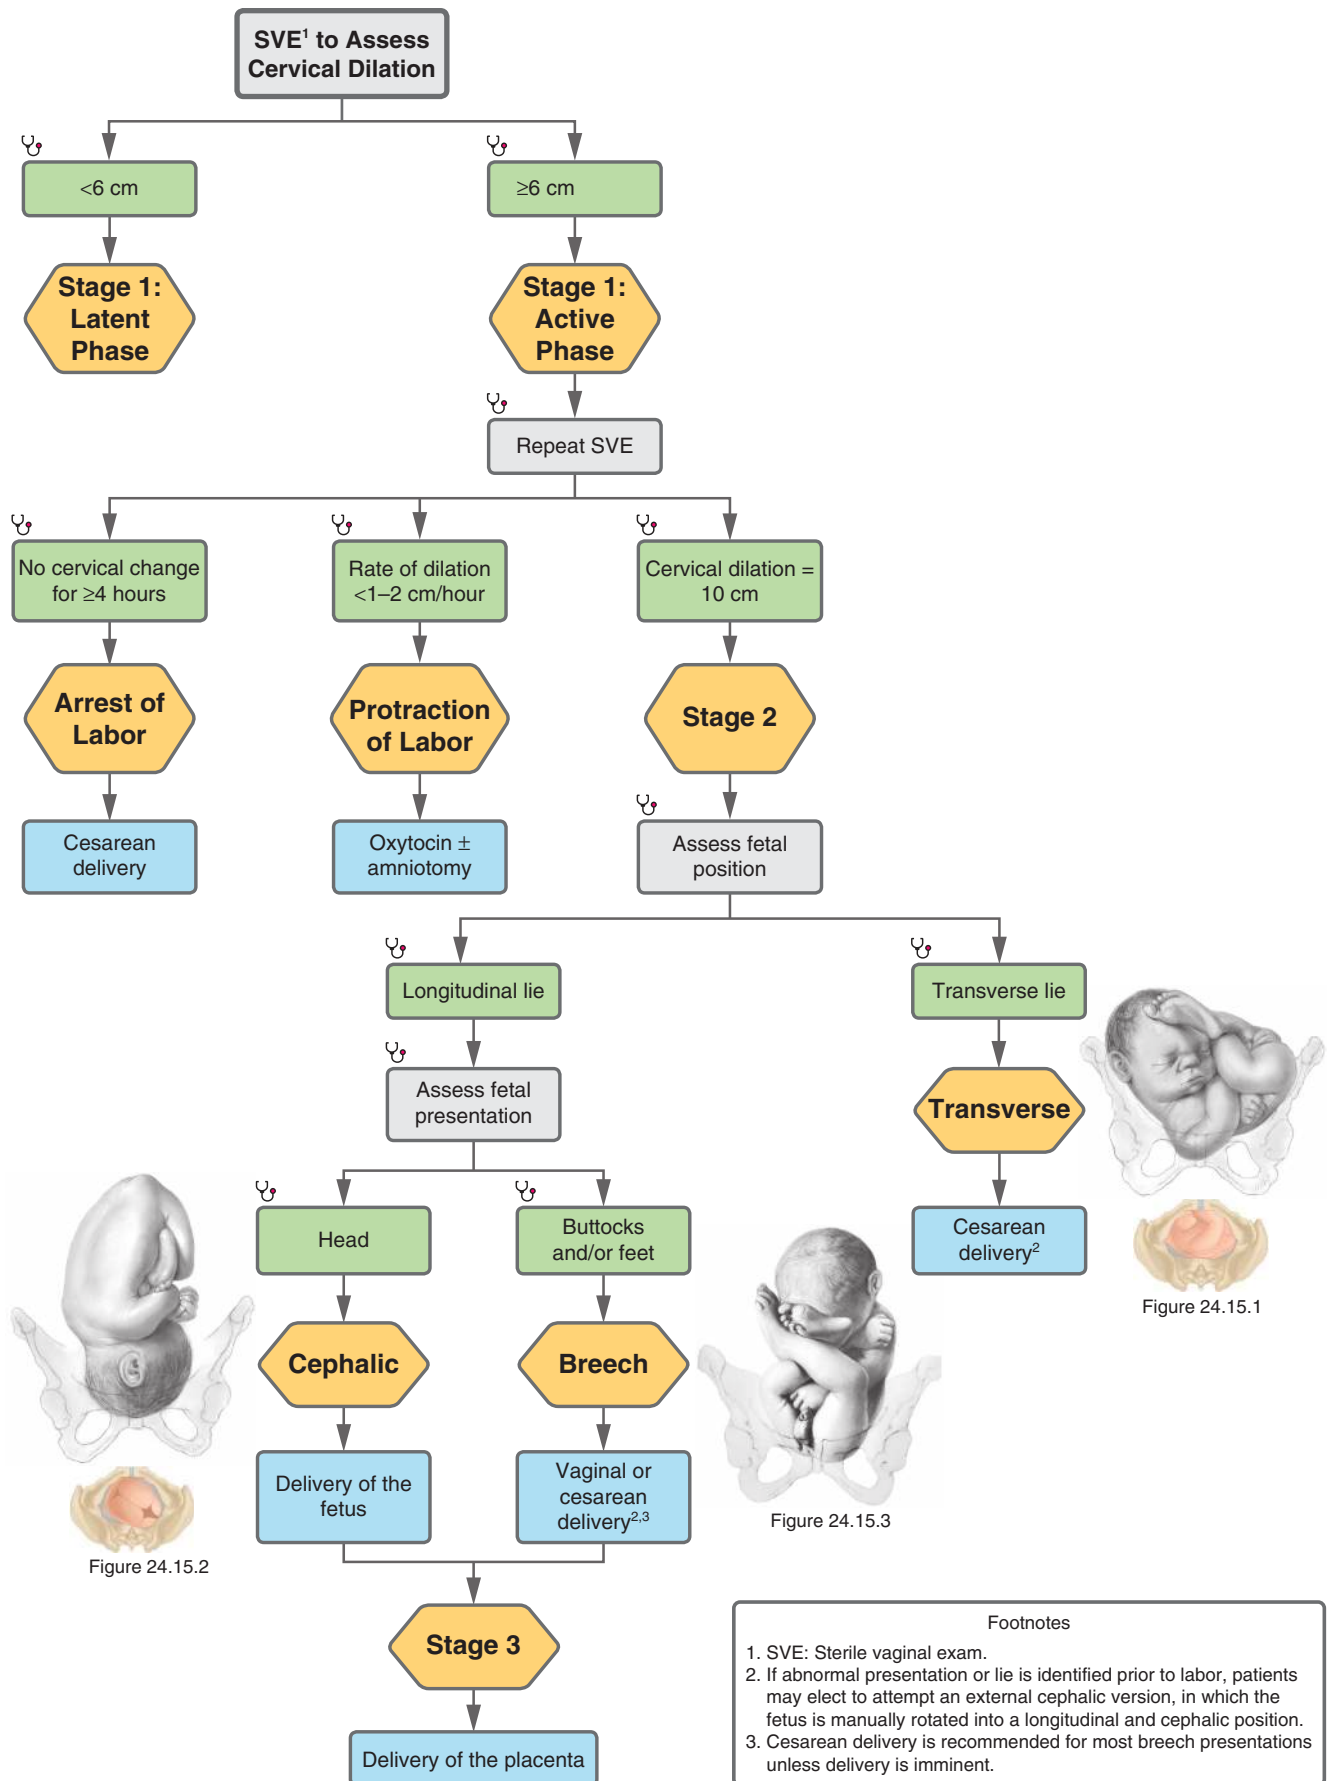 SVE¹ to Assess
Cervical Dilation
<6 cm
≥6 cm
Stage 1:
Latent
Phase
Stage 1:
Active
Phase
Repeat SVE
No cervical change
for ≥4 hours
Rate of dilation
<1–2 cm/hour
Cervical dilation =
10 cm
Arrest of
Labor
Protraction
of Labor
Stage 2
Cesarean
delivery
Oxytocin ±
amniotomy
Assess fetal
position
Longitudinal lie
Transverse lie
Assess fetal
presentation
Transverse
Head
Buttocks
and/or feet
Cesarean
delivery²
Figure 24.15.1
Cephalic
Breech
Delivery of the
fetus
Vaginal or
cesarean
delivery²,³
Figure 24.15.3
Figure 24.15.2
Stage 3
Delivery of the placenta
Footnotes
1. SVE: Sterile vaginal exam.
2. If abnormal presentation or lie is identified prior to labor, patients
may elect to attempt an external cephalic version, in which the
fetus is manually rotated into a longitudinal and cephalic position.
3. Cesarean delivery is recommended for most breech presentations
unless delivery is imminent.